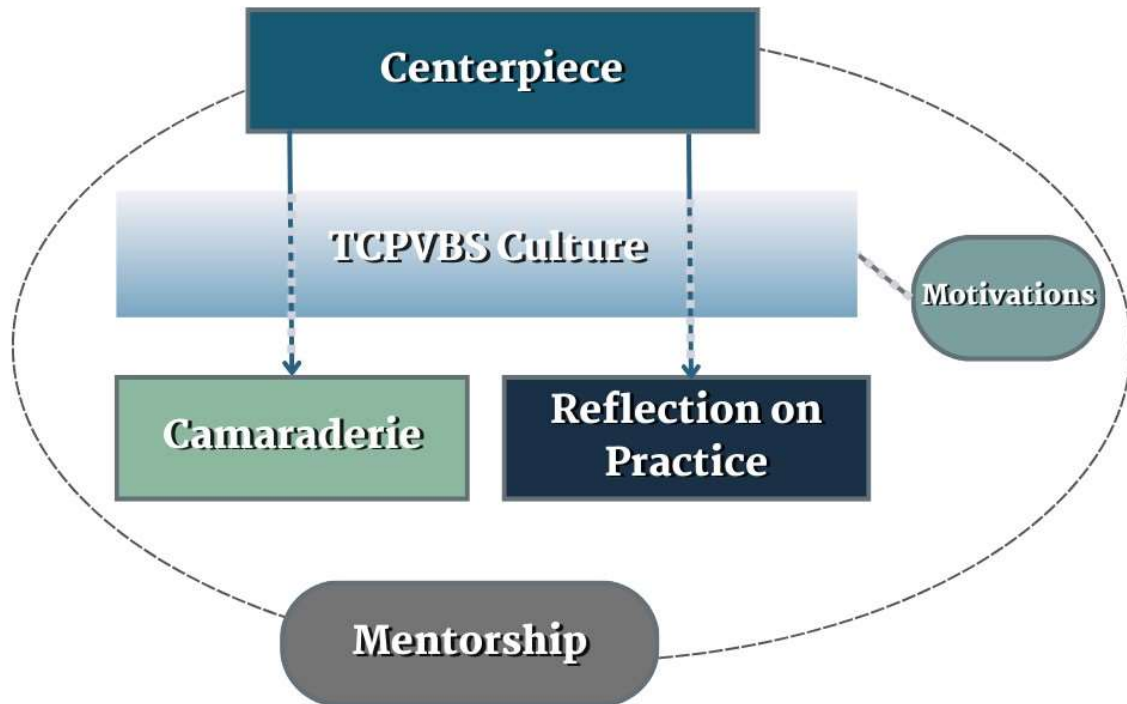 Centerpiece
TCPVBS Culture
Motivations
Camaraderie
Reflection on
Practice
Mentorship